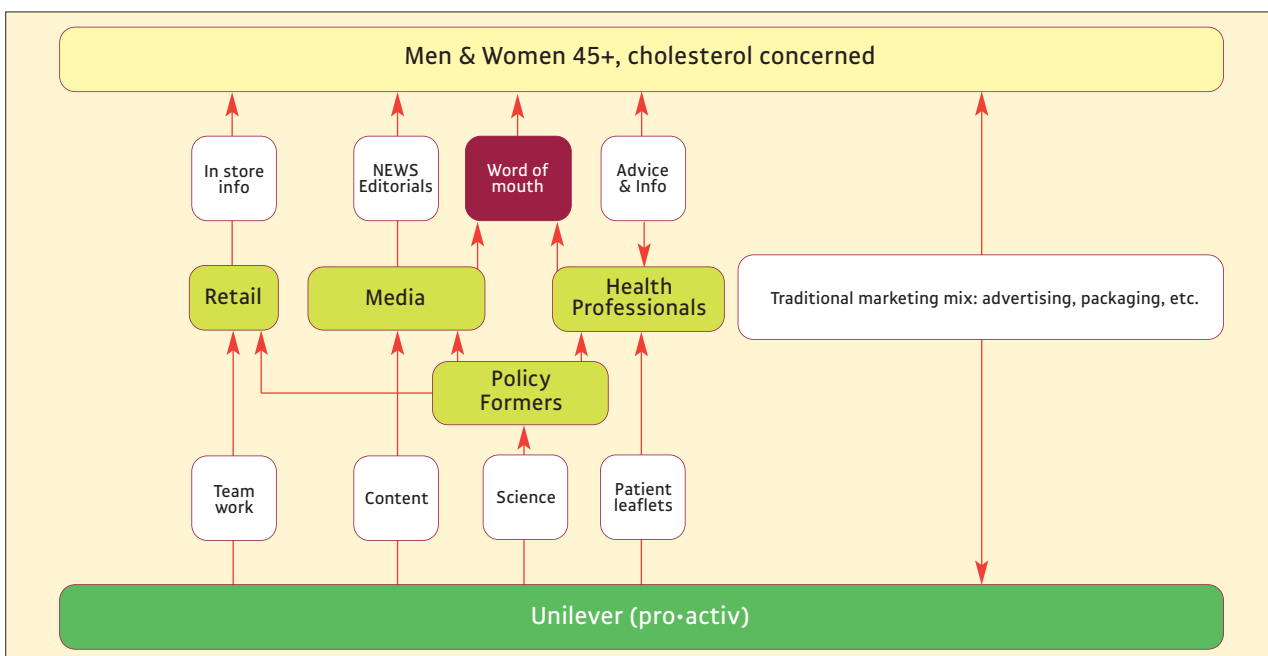 Men & Women 45+, cholesterol concerned
In store
info
NEWS
Editorials
Word of
mouth
Advice
& Info
Retail
Media
Health
Professionals
Traditional marketing mix: advertising, packaging, etc.
Policy
Formers
Team
work
Content
Science
Patient
leaflets
Unilever (pro•activ)